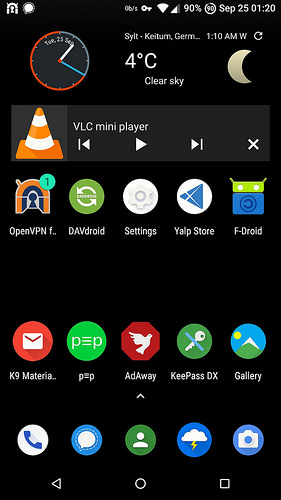 0b/s 90% 90 Sep 25 01:20
Tue, 25 Sep
Sylt - Keitum, Germ... 1:10 AM W
4°C
Clear sky
VLC mini player
1
OpenVPN f..
DAVdroid
Settings
Yalp Store
F-Droid
p≡p
K9 Materia..
p≡p
AdAway
KeePass DX
Gallery